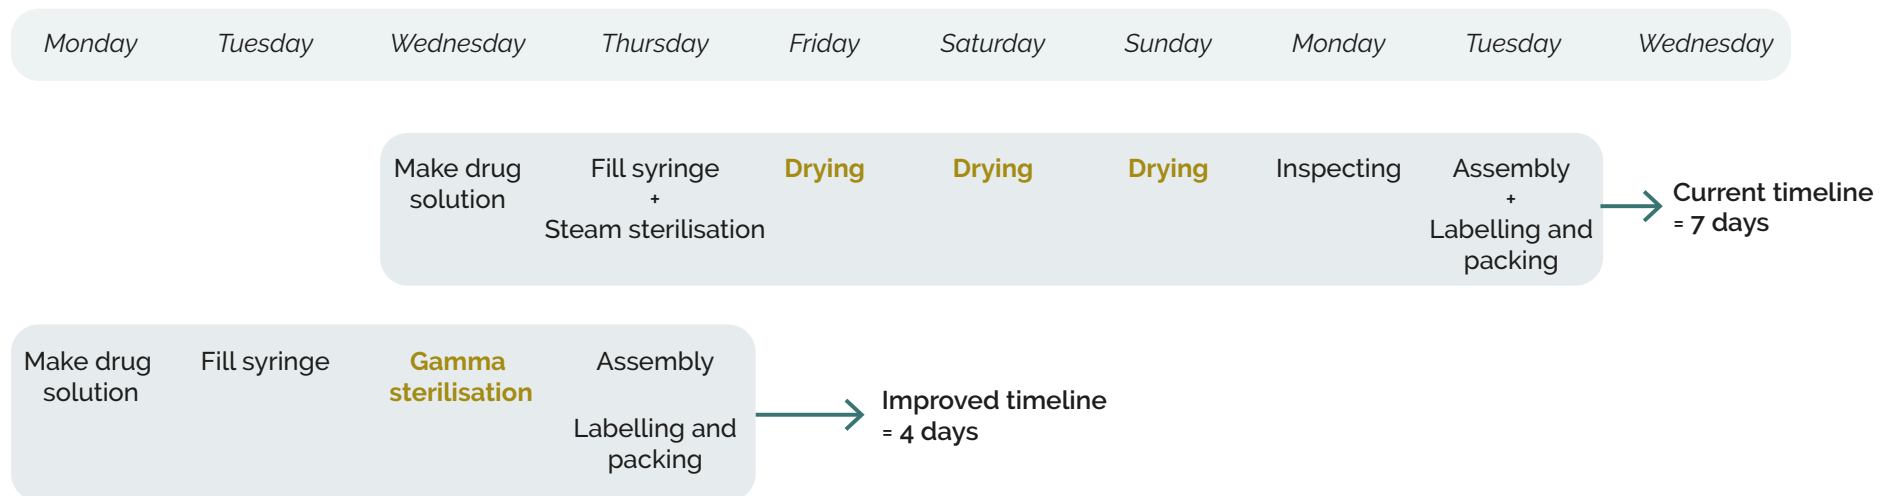 Monday Tuesday Wednesday Thursday Friday Saturday Sunday Monday Tuesday Wednesday
Make drug
solution
Fill syringe
+
Steam sterilisation
Drying
Drying
Drying
Inspecting
Assembly
+
Labelling and
packing
Current timeline
= 7 days
Make drug
solution
Fill syringe
Gamma
sterilisation
Assembly
Labelling and
packing
Improved timeline
= 4 days